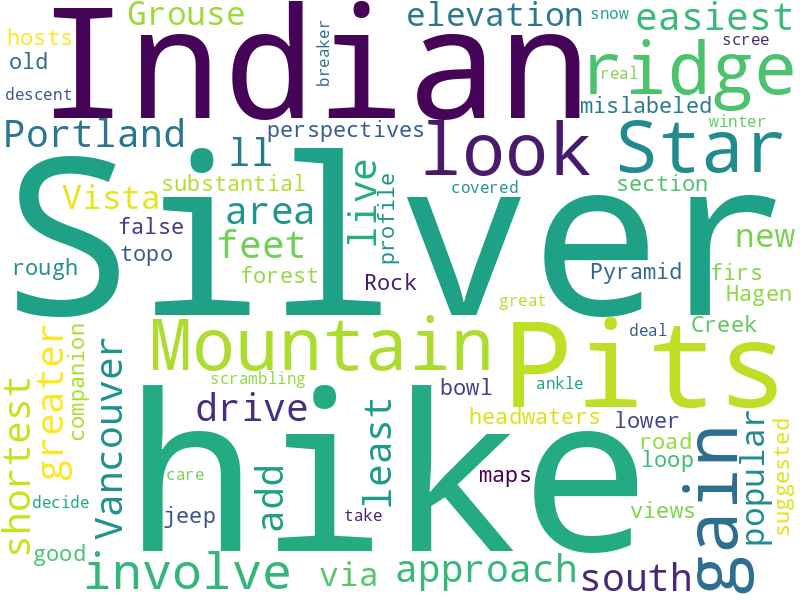 Grouse
elevation
snow
easiest
hosts
Indian
breaker
ridge
scree
old
real
descent
mislabeled
winter
Portland
perspectives
look
Star
ll
live
Silver
substantial
covered
section
Vista
area
profile
false
feet
new
topo
rough
forest
Rock
Pyramid
firs
Hagen
great
Mountain
Pits
Creek
deal
greater
companion
Vancouver
scrambling
bowl
ankle
shortest
hike
drive
least
headwaters
lower
gain
popular
suggested
road
loop
add
care
maps
decide
jeep
take
views
good
involve
via
approach
south